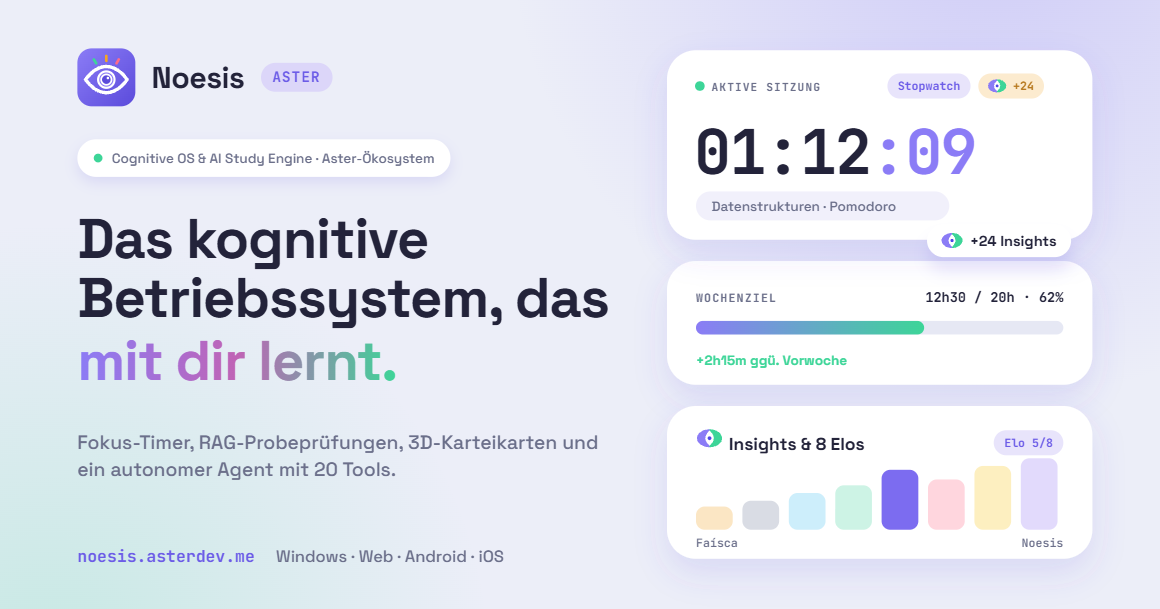 Noesis ASTER
Cognitive OS & AI Study Engine · Aster-Ökosystem
Das kognitive
Betriebssystem, das
mit dir lernt.
Fokus-Timer, RAG-Probeprüfungen, 3D-Karteikarten und
ein autonomer Agent mit 20 Tools.
noesis.asterdev.me Windows · Web · Android · iOS
AKTIVE SITZUNG Stopwatch +24
01:12:09
Datenstrukturen · Pomodoro
+24 Insights
WOCHENZIEL 12h30 / 20h · 62%
+2h15m ggü. Vorwoche
Insights & 8 Elos Elo 5/8
Faísca Noesis